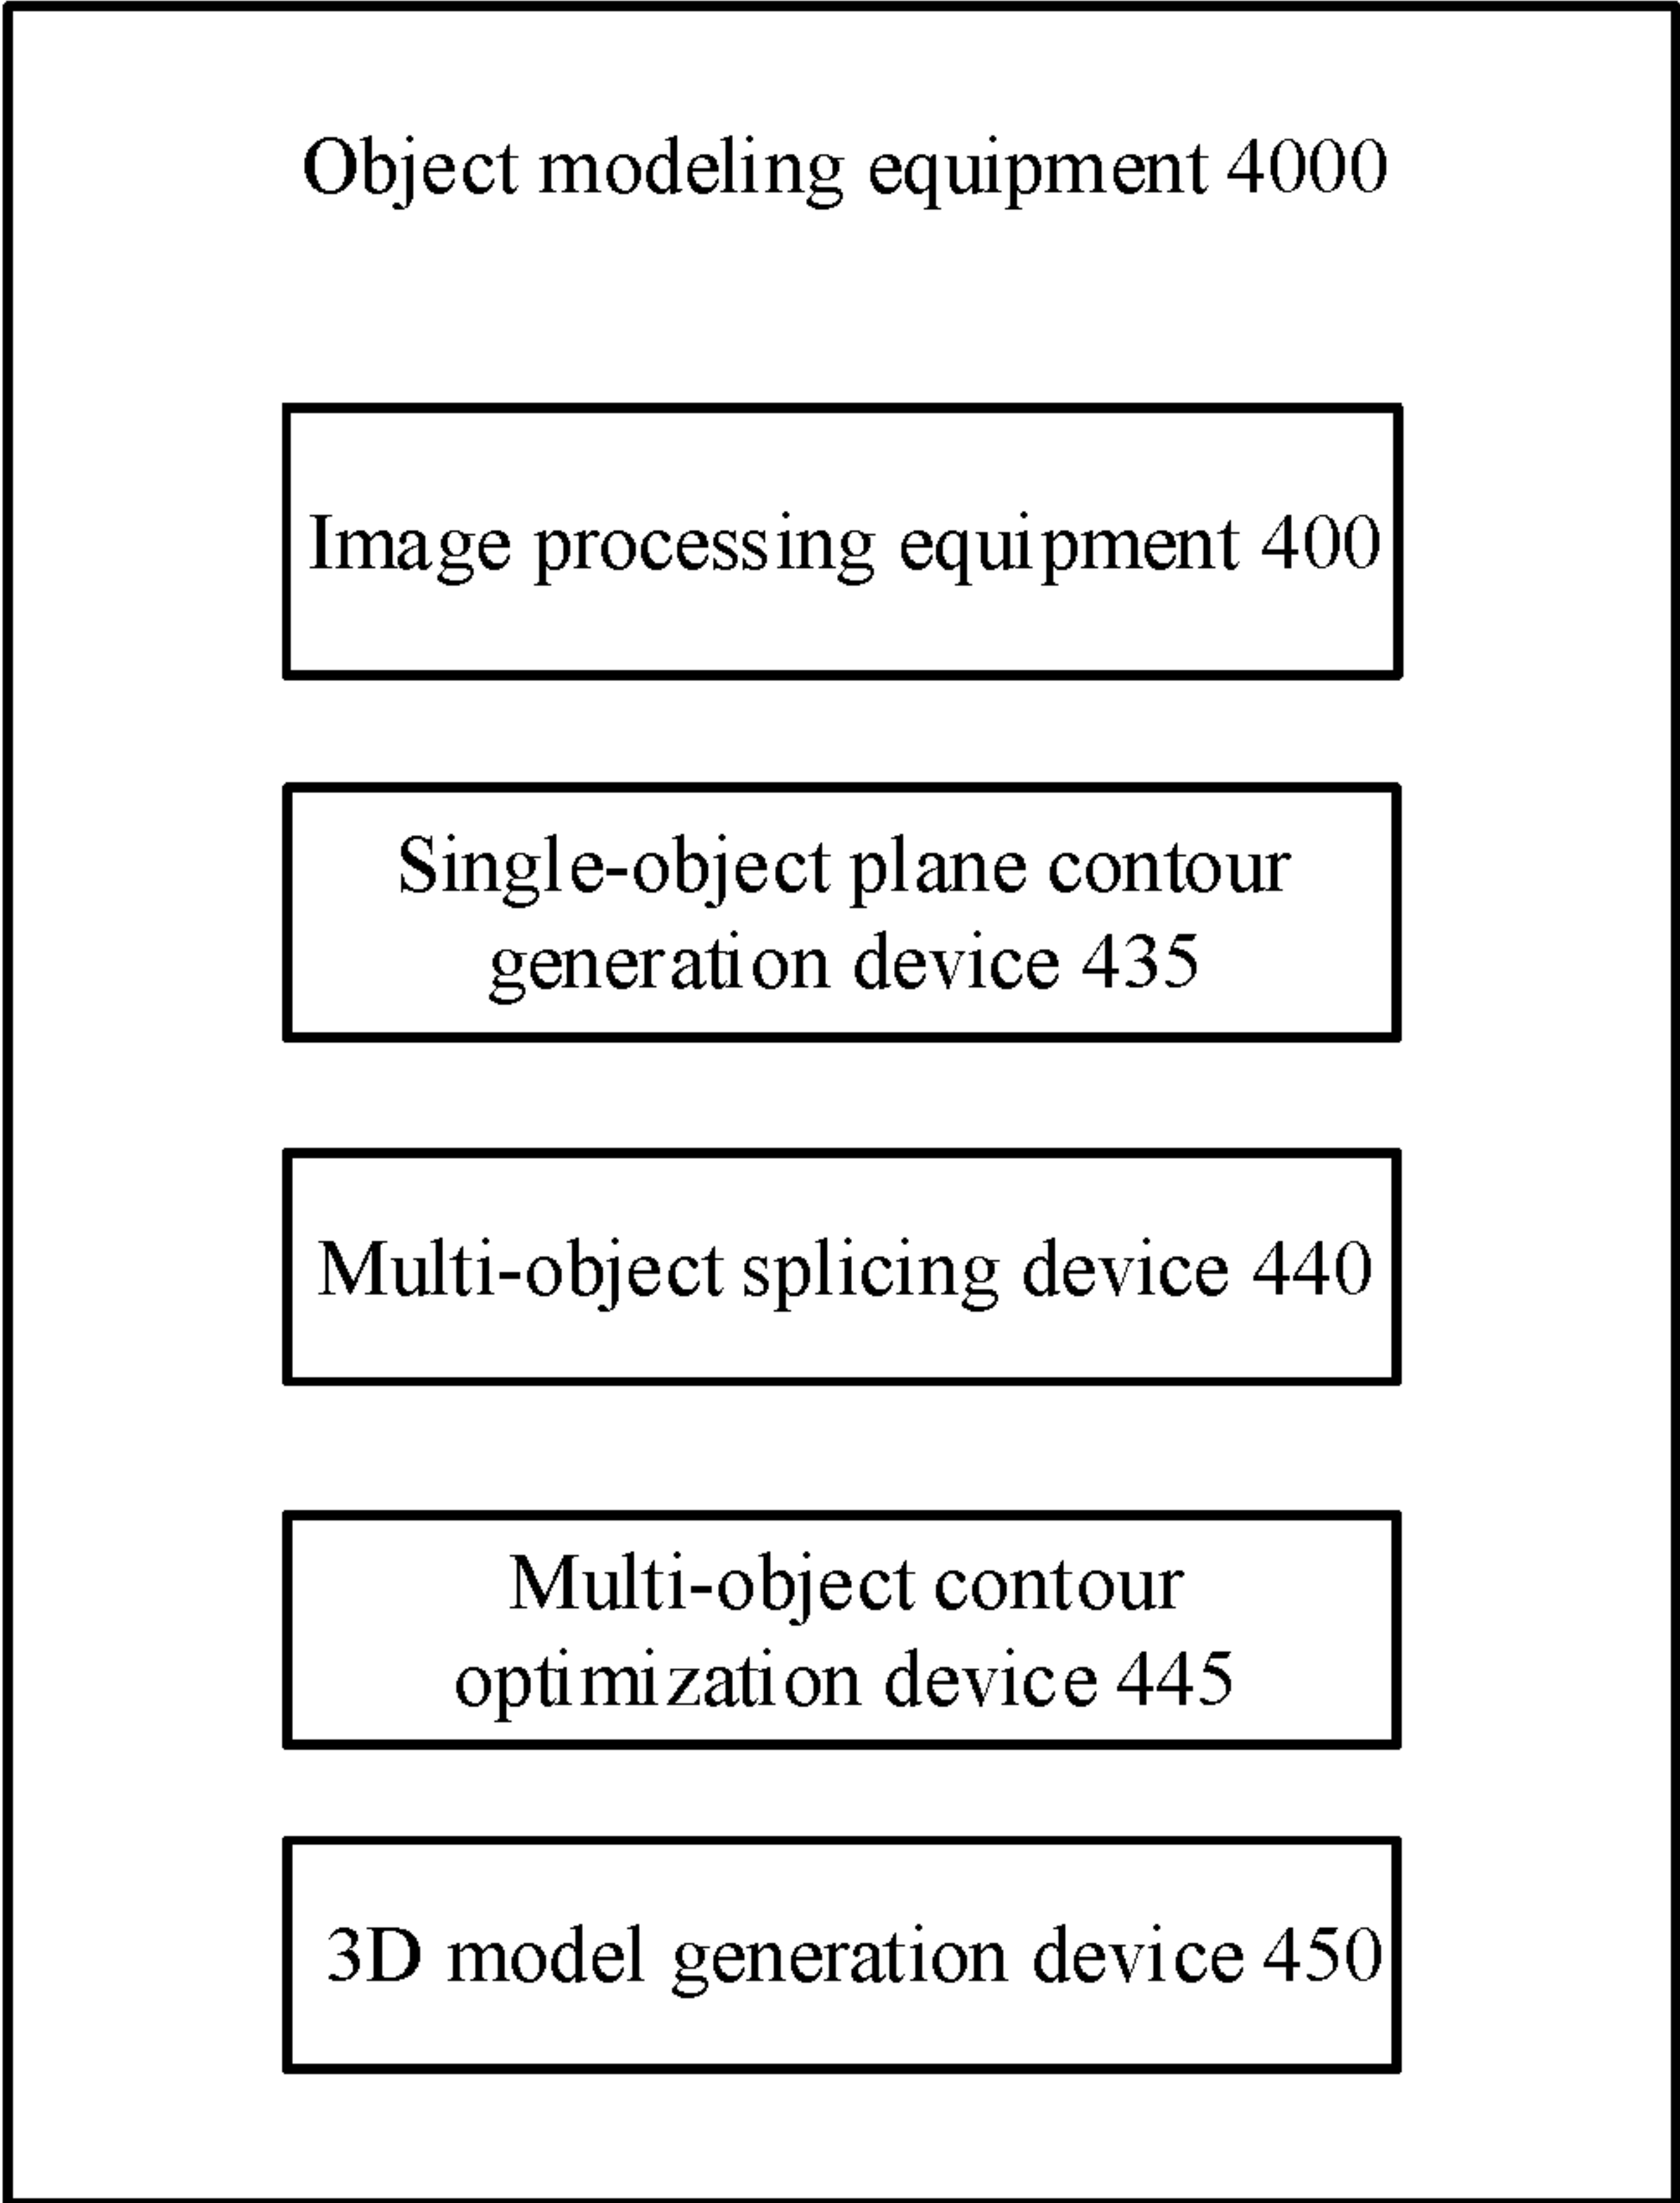 Object modeling equipment 4000
Image processing equipment 400
Single-object plane contour
generation device 435
Multi-object splicing device 440
Multi-object contour
optimization device 445
3D model generation device 450